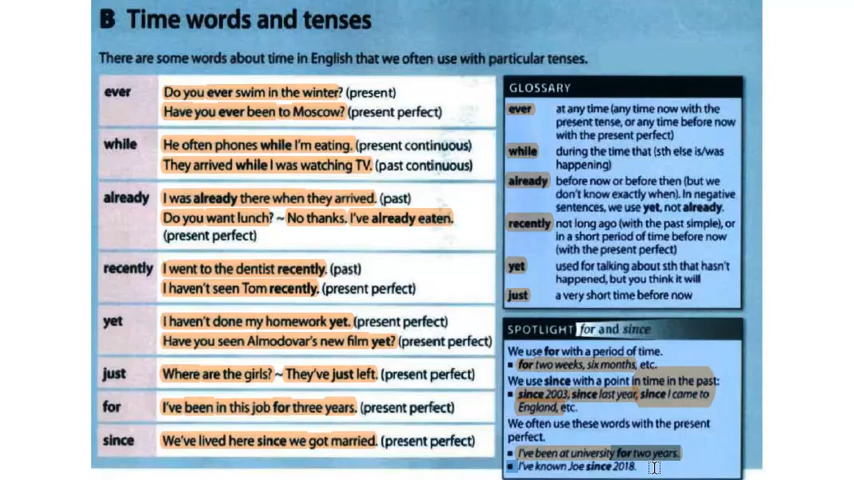 B Time words and tenses
There are some words about time in English that we often use with particular tenses.
ever Do you ever swim in the winter? (present)
Have you ever been to Moscow? (present perfect)
while He often phones while I'm eating. (present continuous)
They arrived while I was watching TV. (past continuous)
already I was already there when they arrived. (past)
Do you want lunch? ~ No thanks. I've already eaten.
(present perfect)
recently I went to the dentist recently. (past)
I haven't seen Tom recently. (present perfect)
yet I haven't done my homework yet. (present perfect)
Have you seen Almodovar's new film yet? (present perfect)
just Where are the girls? ~ They've just left. (present perfect)
for I've been in this job for three years. (present perfect)
since We've lived here since we got married. (present perfect)
GLOSSARY
ever at any time (any time now with the
present tense, or any time before now
with the present perfect)
while during the time that (sth else is/was
happening)
already before now or before then (but we
don't know exactly when). In negative
sentences, we use yet, not already.
recently not long ago (with the past simple), or
in a short period of time before now
(with the present perfect)
yet used for talking about sth that hasn't
happened, but you think it will
just a very short time before now
SPOTLIGHT for and since
We use for with a period of time.
▪ for two weeks, six months, etc.
We use since with a point in time in the past:
▪ since 2003, since last year, since I came to
England, etc.
We often use these words with the present
perfect.
▪ I've been at university for two years.
▪ I've known Joe since 2018.